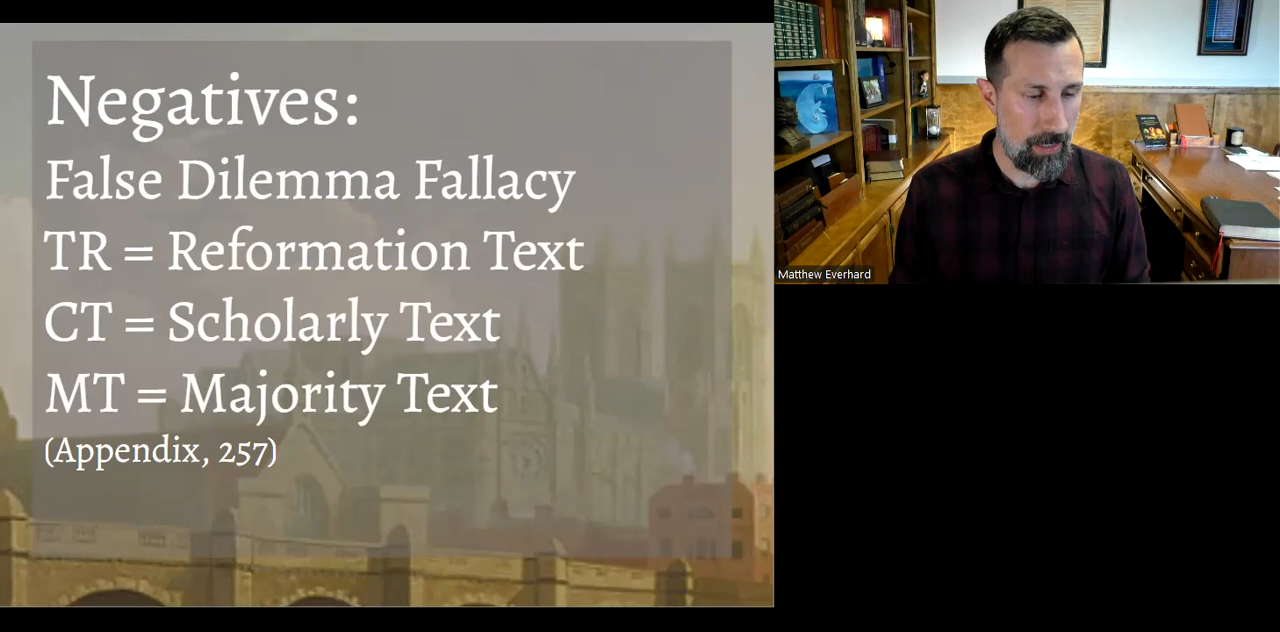 Negatives:
False Dilemma Fallacy
TR = Reformation Text
CT = Scholarly Text
MT = Majority Text
(Appendix, 257)
Matthew Everhard